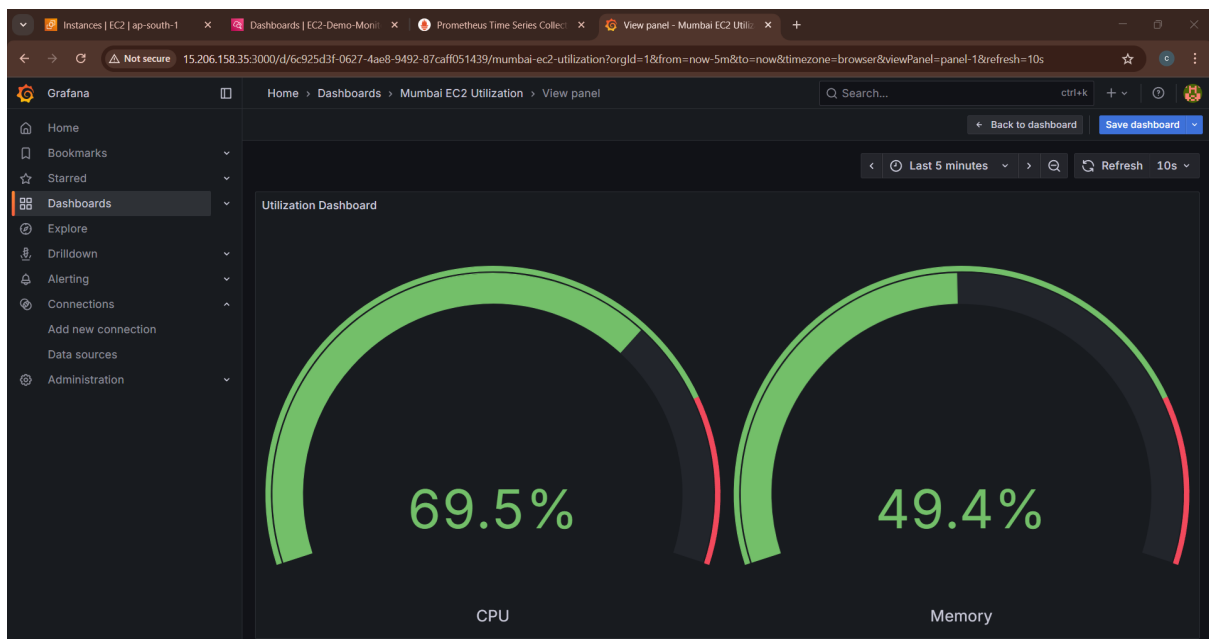 Instances | EC2 | ap-south-1
Dashboards | EC2-Demo-Monit
Prometheus Time Series Collect
View panel - Mumbai EC2 Utiliz
Not secure 15.206.158.35:3000/d/6c925d3f-0627-4ae8-9492-87caff051439/mumbai-ec2-utilization?orgId=1&from=now-5m&to=now&timezone=browser&viewPanel=panel-1&refresh=10s
c
Grafana
Home › Dashboards › Mumbai EC2 Utilization › View panel
Search... ctrl+k
Back to dashboard
Save dashboard
Home
Bookmarks
Starred
Dashboards
Explore
Drilldown
Alerting
Connections
Add new connection
Data sources
Administration
Last 5 minutes
Refresh 10s
Utilization Dashboard
69.5%
CPU
49.4%
Memory